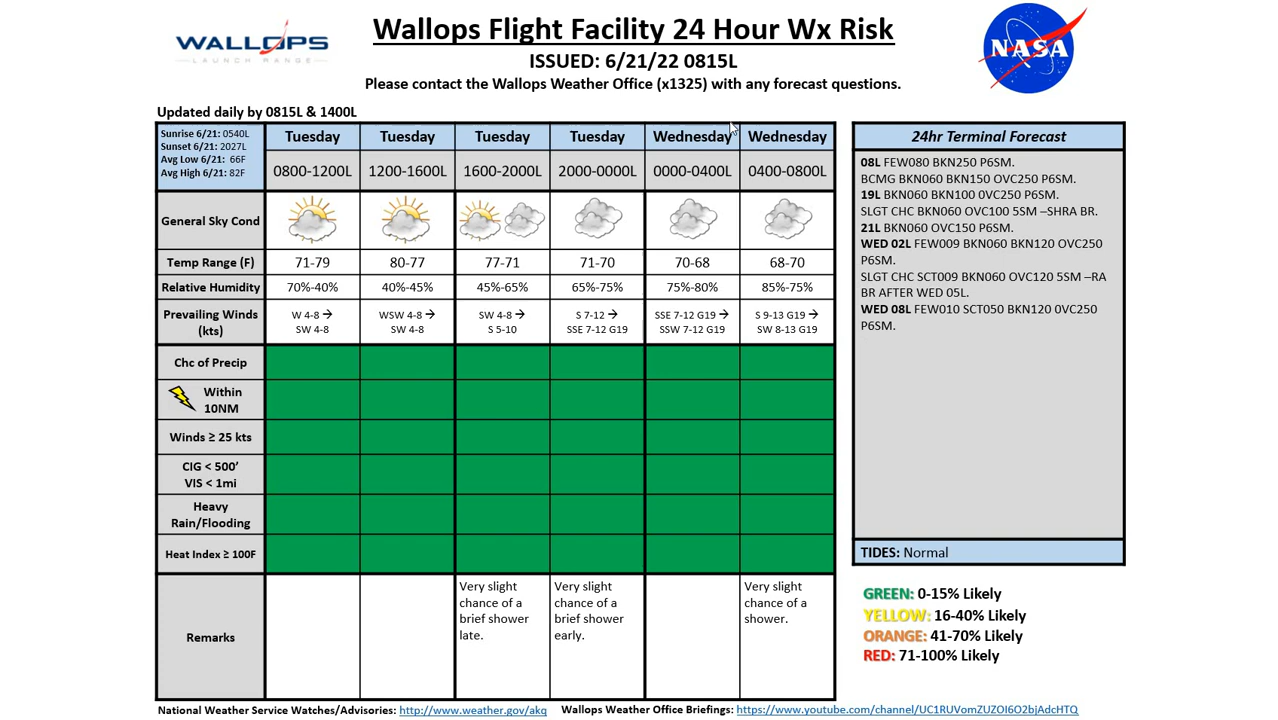 WALLOPS
LAUNCH RANGE
Wallops Flight Facility 24 Hour Wx Risk
ISSUED: 6/21/22 0815L
Please contact the Wallops Weather Office (x1325) with any forecast questions.
NASA
Updated daily by 0815L & 1400L
Sunrise 6/21: 0540L
Sunset 6/21: 2027L
Avg Low 6/21: 66F
Avg High 6/21: 82F
Tuesday Tuesday Tuesday Tuesday Wednesday Wednesday
0800-1200L 1200-1600L 1600-2000L 2000-0000L 0000-0400L 0400-0800L
General Sky Cond
Temp Range (F) 71-79 80-77 77-71 71-70 70-68 68-70
Relative Humidity 70%-40% 40%-45% 45%-65% 65%-75% 75%-80% 85%-75%
Prevailing Winds W 4-8 → WSW 4-8 → SW 4-8 → S 7-12 → SSE 7-12 G19 → S 9-13 G19 →
(kts) SW 4-8 SW 4-8 S 5-10 SSE 7-12 G19 SSW 7-12 G19 SW 8-13 G19
Chc of Precip
Within
10NM
Winds ≥ 25 kts
CIG < 500’
VIS < 1mi
Heavy
Rain/Flooding
Heat Index ≥ 100F
Remarks
Very slight
chance of a
brief shower
late.
Very slight
chance of a
brief shower
early.
Very slight
chance of a
shower.
24hr Terminal Forecast
08L FEW080 BKN250 P6SM.
BCMG BKN060 BKN150 OVC250 P6SM.
19L BKN060 BKN100 0VC250 P6SM.
SLGT CHC BKN060 OVC100 5SM –SHRA BR.
21L BKN060 OVC150 P6SM.
WED 02L FEW009 BKN060 BKN120 OVC250
P6SM.
SLGT CHC SCT009 BKN060 OVC120 5SM –RA
BR AFTER WED 05L.
WED 08L FEW010 SCT050 BKN120 0VC250
P6SM.
TIDES: Normal
GREEN: 0-15% Likely
YELLOW: 16-40% Likely
ORANGE: 41-70% Likely
RED: 71-100% Likely
National Weather Service Watches/Advisories: http://www.weather.gov/akq Wallops Weather Office Briefings: https://www.youtube.com/channel/UC1RUVomZUZOI6O2bjAdcHTQ